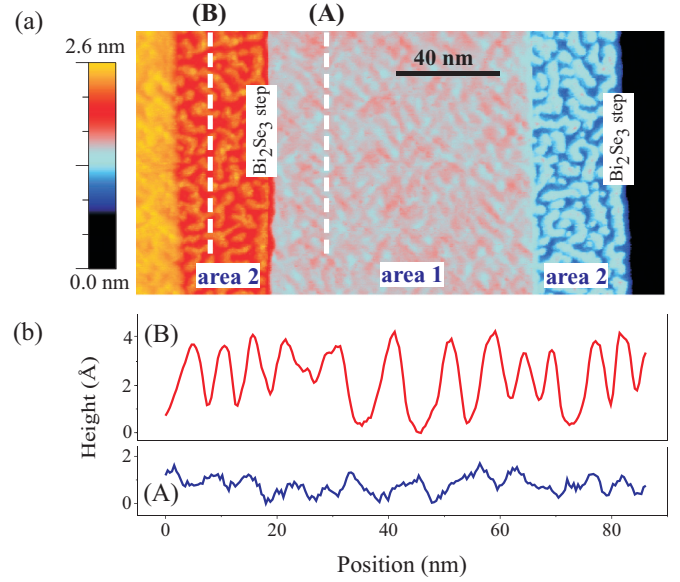 (a)
(B)
(A)
2.6 nm
0.0 nm
40 nm
Bi₂Se₃ step
Bi₂Se₃ step
area 2
area 1
area 2
(b)
(B)
(A)
Height (Å)
4
2
0
2
0
0
20
40
60
80
Position (nm)